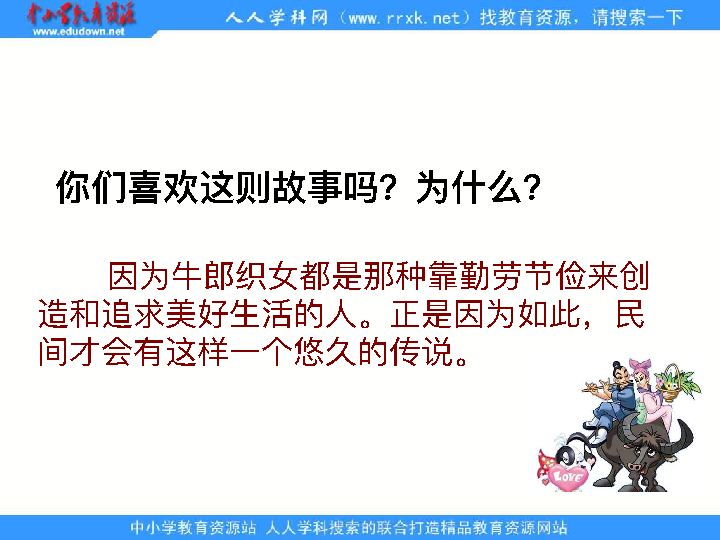 中小学教育资源
www.edudown.net
人人学科网（www.rrxk.net）找教育资源，请搜索一下
你们喜欢这则故事吗？为什么？
因为牛郎织女都是那种靠勤劳节俭来创
造和追求美好生活的人。正是因为如此，民
间才会有这样一个悠久的传说。
LOVE
中小学教育资源站 人人学科搜索的联合打造精品教育资源网站